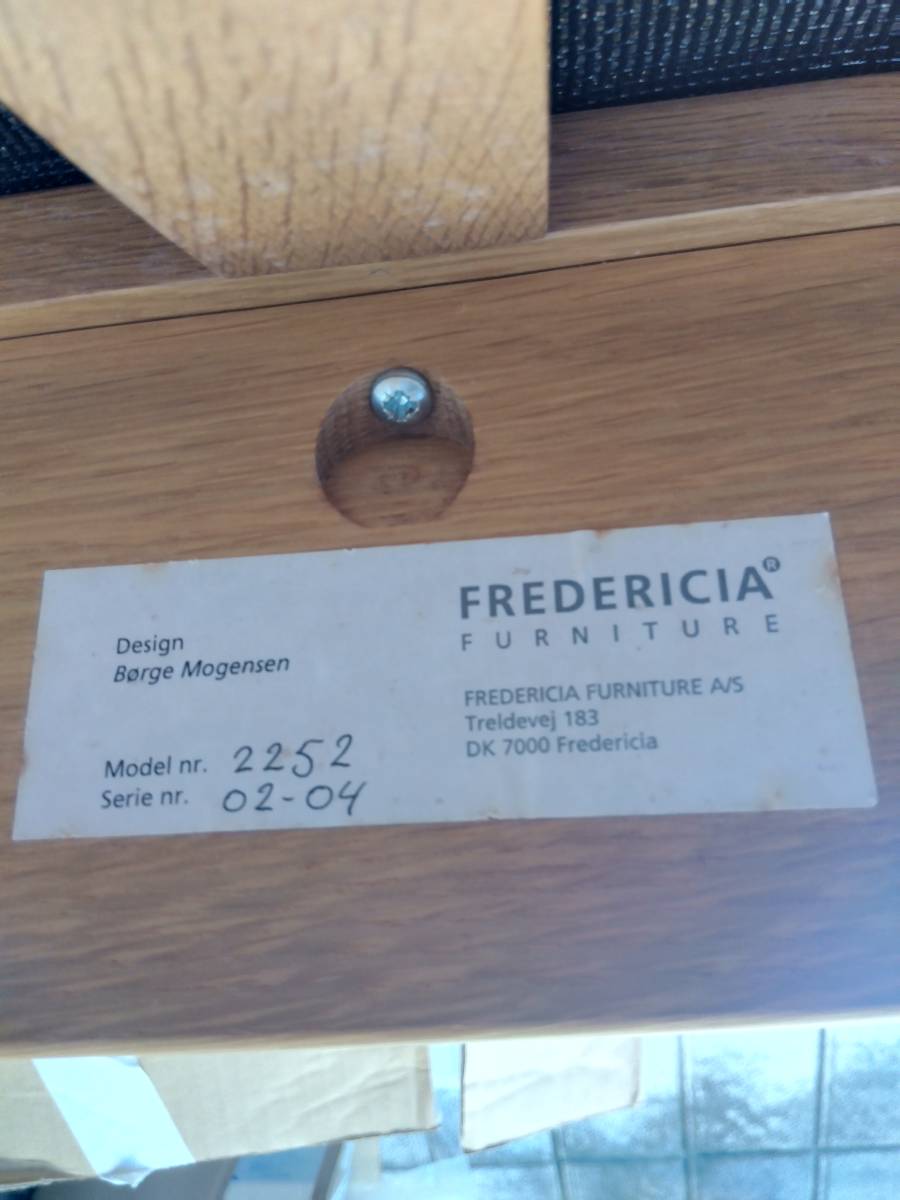 Design
Børge Mogensen
Model nr. 2252
Serie nr. 02-04
FREDERICIA®
FURNITURE
FREDERICIA FURNITURE A/S
Treldevej 183
DK 7000 Fredericia